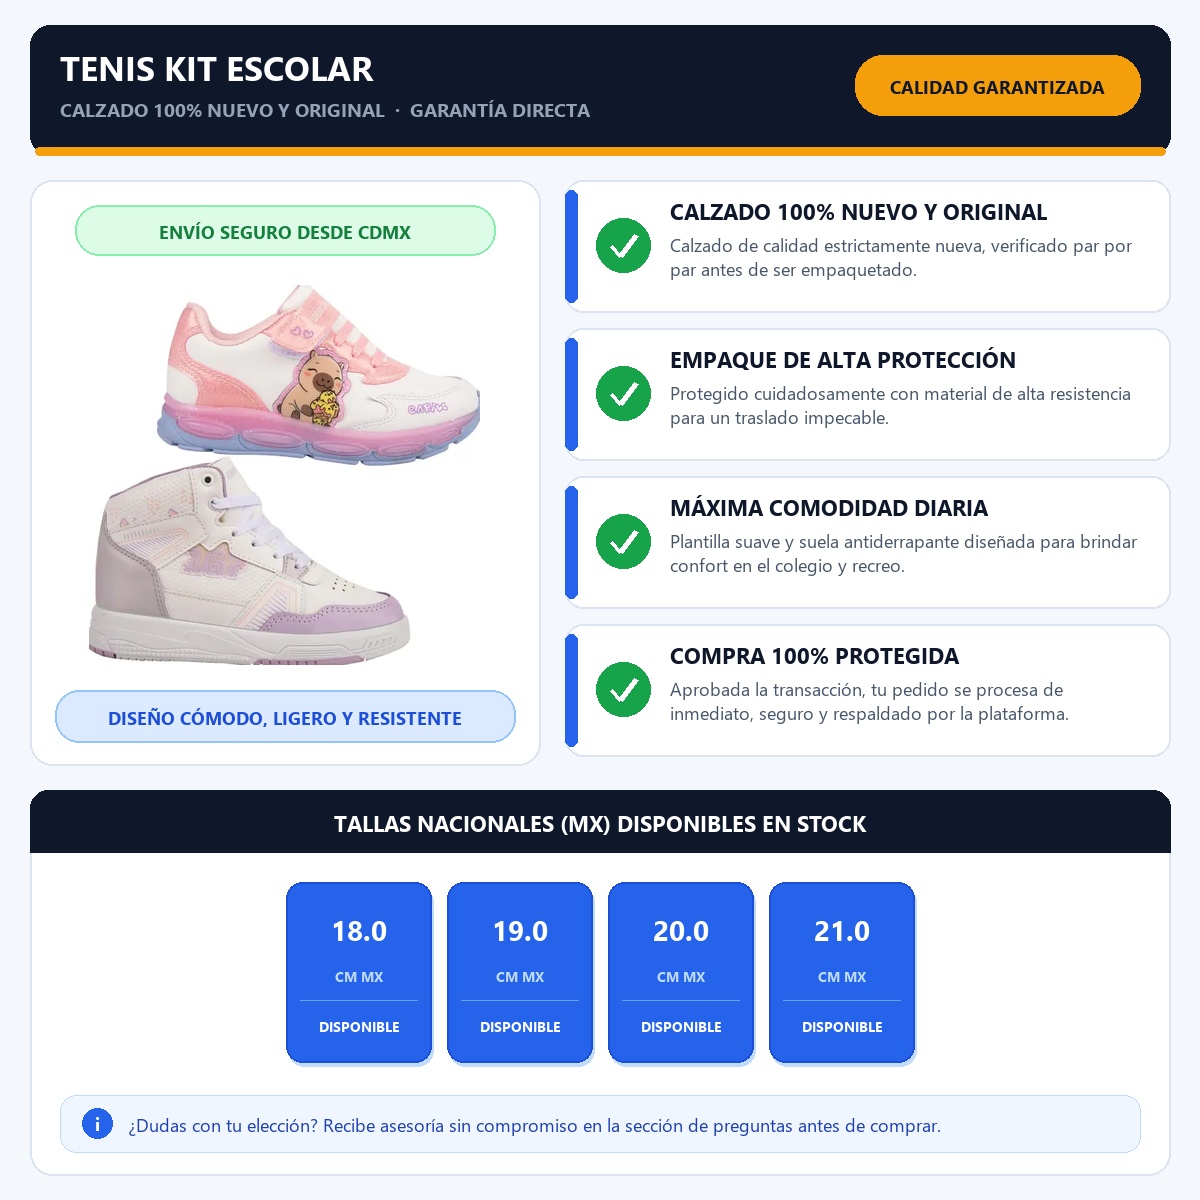 TENIS KIT ESCOLAR
CALZADO 100% NUEVO Y ORIGINAL · GARANTÍA DIRECTA
CALIDAD GARANTIZADA
ENVÍO SEGURO DESDE CDMX
DISEÑO CÓMODO, LIGERO Y RESISTENTE
CALZADO 100% NUEVO Y ORIGINAL
Calzado de calidad estrictamente nueva, verificado par por
par antes de ser empaquetado.
EMPAQUE DE ALTA PROTECCIÓN
Protegido cuidadosamente con material de alta resistencia
para un traslado impecable.
MÁXIMA COMODIDAD DIARIA
Plantilla suave y suela antiderrapante diseñada para brindar
confort en el colegio y recreo.
COMPRA 100% PROTEGIDA
Aprobada la transacción, tu pedido se procesa de
inmediato, seguro y respaldado por la plataforma.
TALLAS NACIONALES (MX) DISPONIBLES EN STOCK
18.0
CM MX
DISPONIBLE
19.0
CM MX
DISPONIBLE
20.0
CM MX
DISPONIBLE
21.0
CM MX
DISPONIBLE
¿Dudas con tu elección? Recibe asesoría sin compromiso en la sección de preguntas antes de comprar.